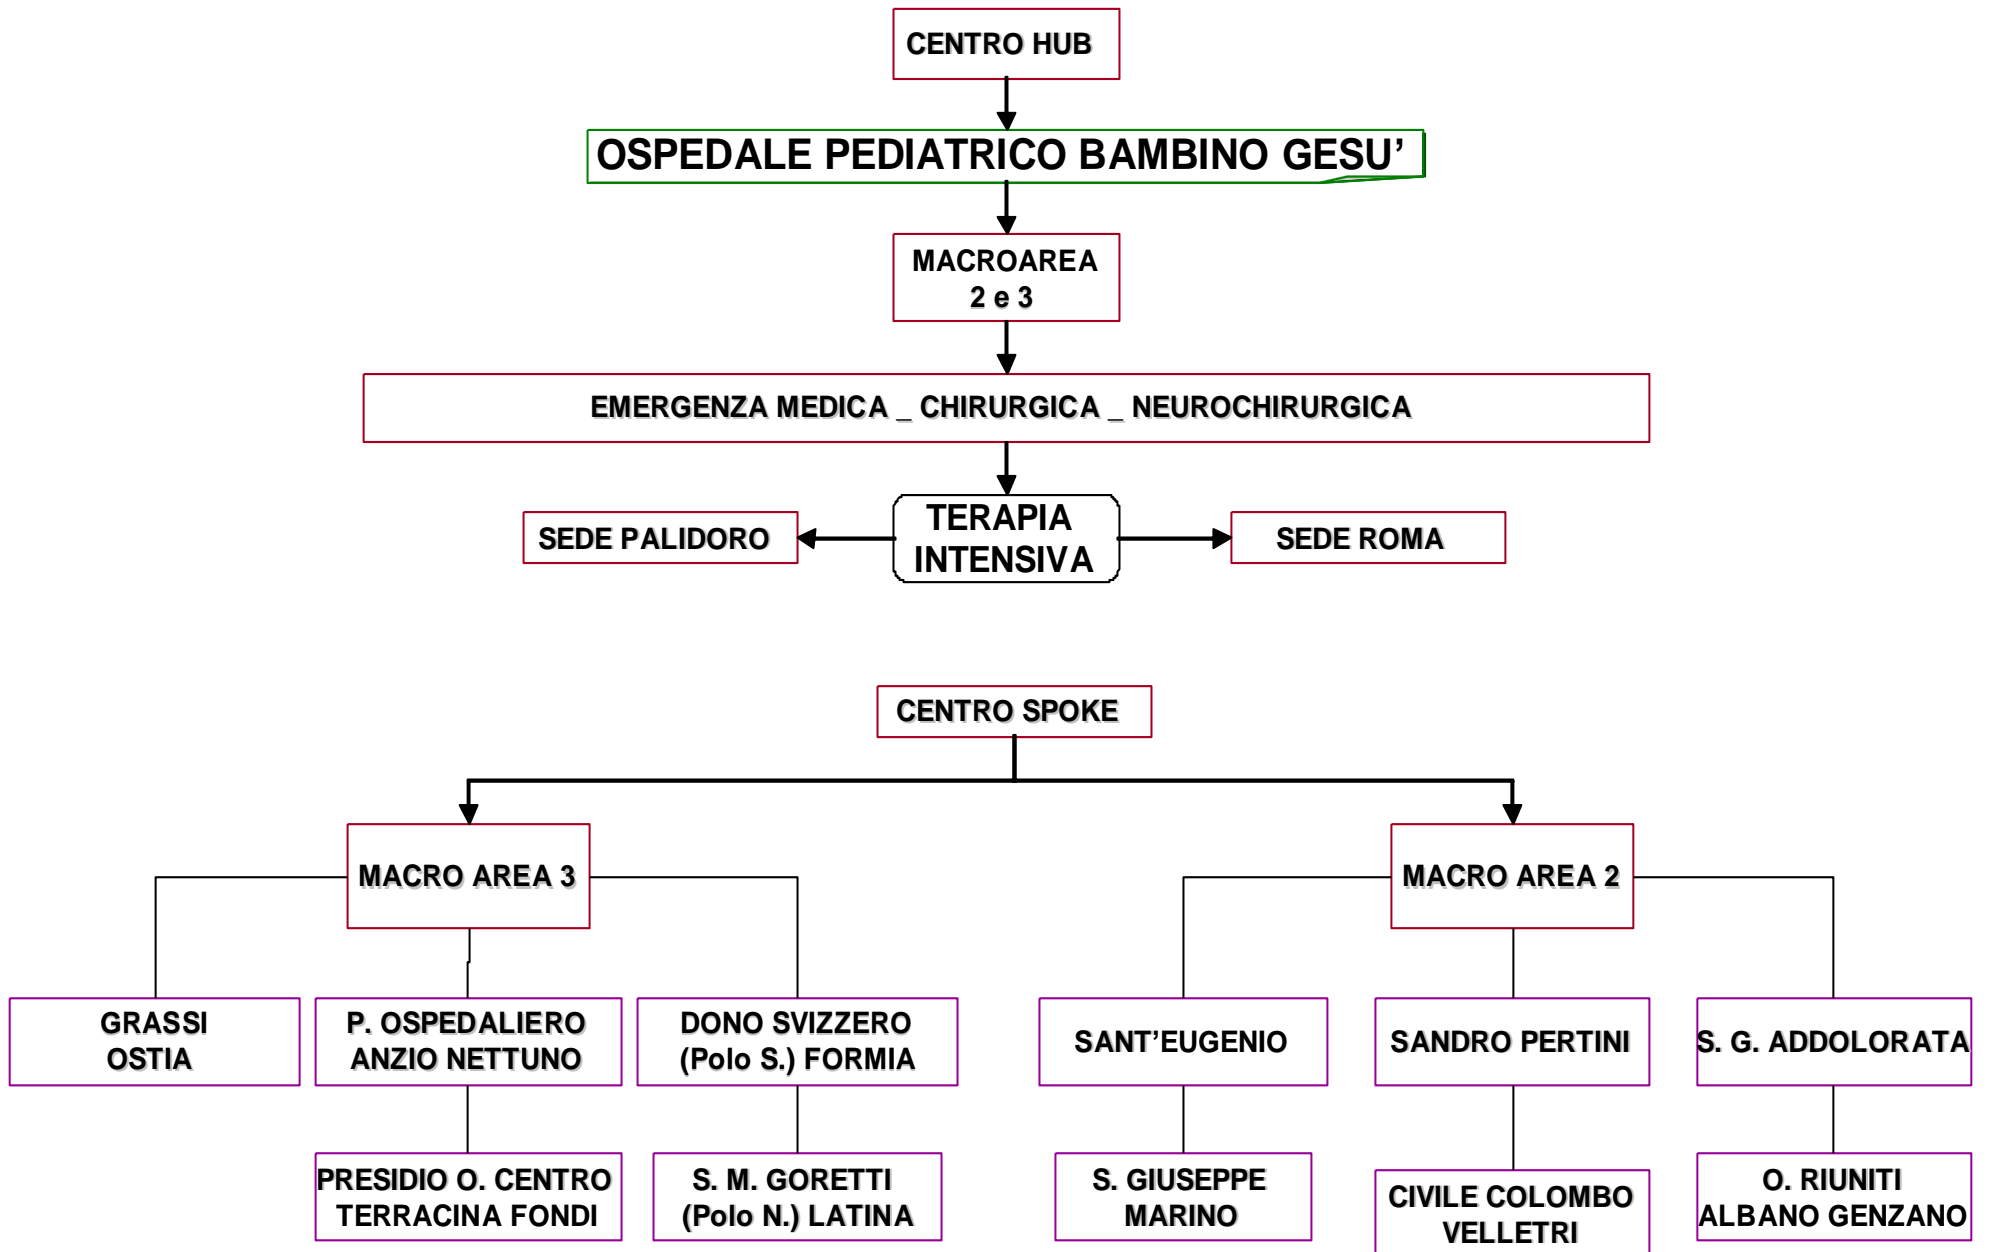 CENTRO HUB
OSPEDALE PEDIATRICO BAMBINO GESU’
MACROAREA
2 e 3
EMERGENZA MEDICA _ CHIRURGICA _ NEUROCHIRURGICA
TERAPIA
INTENSIVA
SEDE PALIDORO
SEDE ROMA
CENTRO SPOKE
MACRO AREA 3
MACRO AREA 2
GRASSI
OSTIA
P. OSPEDALIERO
ANZIO NETTUNO
DONO SVIZZERO
(Polo S.) FORMIA
SANT’EUGENIO
SANDRO PERTINI
S. G. ADDOLORATA
PRESIDIO O. CENTRO
TERRACINA FONDI
S. M. GORETTI
(Polo N.) LATINA
S. GIUSEPPE
MARINO
CIVILE COLOMBO
VELLETRI
O. RIUNITI
ALBANO GENZANO